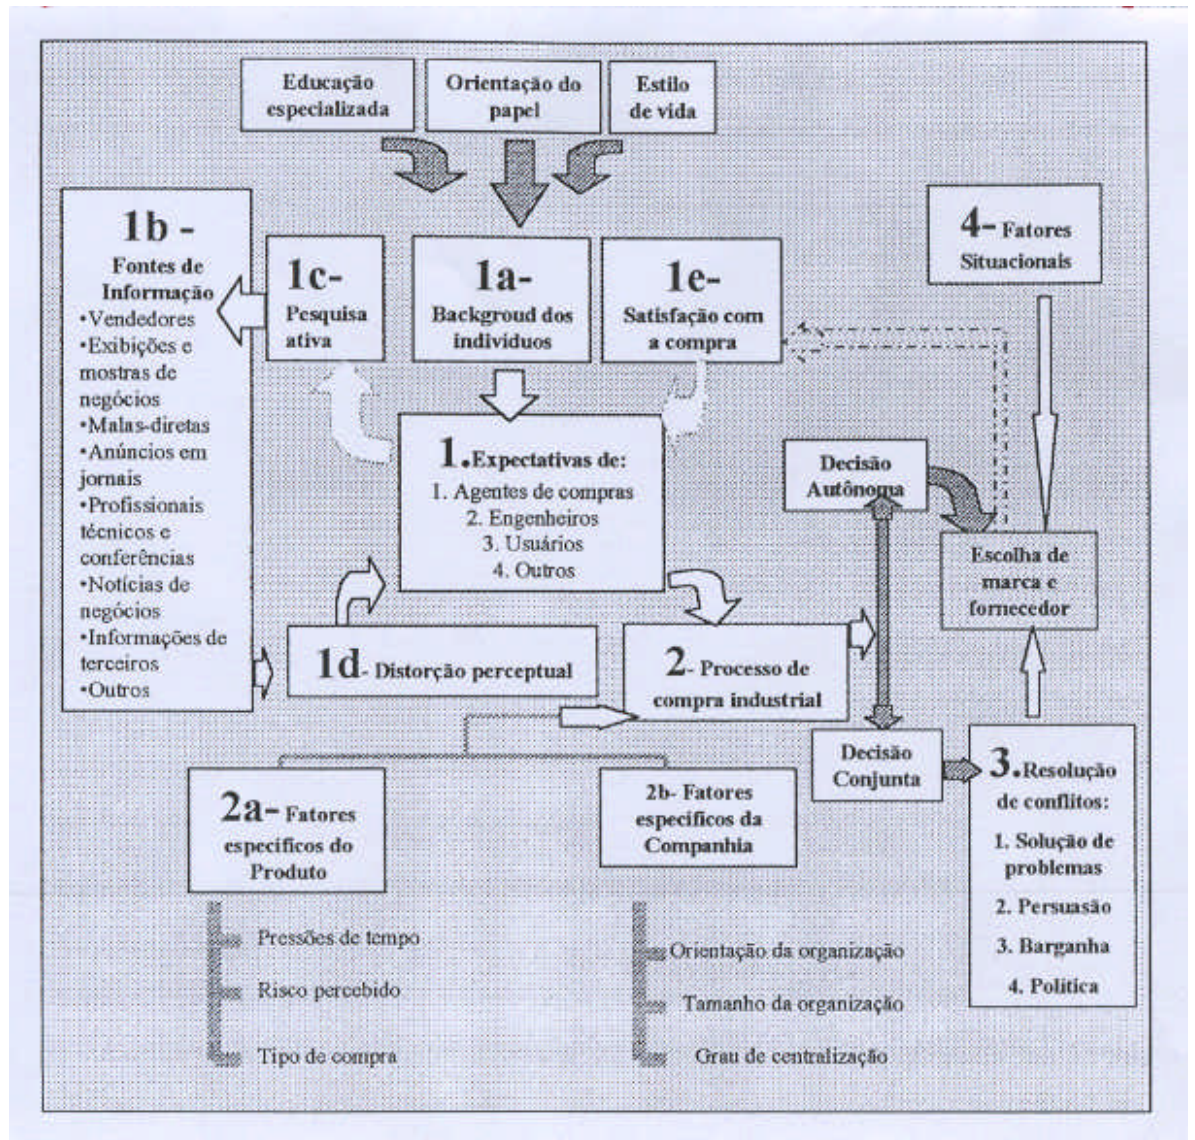 Educação
especializada
Orientação do
papel
Estilo
de vida
1b -
Fontes de
Informação
•Vendedores
•Exibições e
mostras de
negócios
•Malas-diretas
•Anúncios em
jornais
•Profissionais
técnicos e
conferências
•Notícias de
negócios
•Informações de
terceiros
•Outros
1c-
Pesquisa
ativa
1a-
Backgroud dos
individuos
1e-
Satisfação com
a compra
4- Fatores
Situacionais
1.Expectativas de:
1. Agentes de compras
2. Engenheiros
3. Usuários
4. Outros
Decisão
Autônoma
Escolha de
marca e
fornecedor
1d- Distorção perceptual
2- Processo de
compra industrial
Decisão
Conjunta
3.Resolução
de conflitos:
1. Solução de
problemas
2. Persuasão
3. Barganha
4. Politica
2a- Fatores
especificos do
Produto
2b- Fatores
especificos da
Companhia
Pressões de tempo
Risco percebido
Tipo de compra
Orientação da organização
Tamanho da organização
Grau de centralização